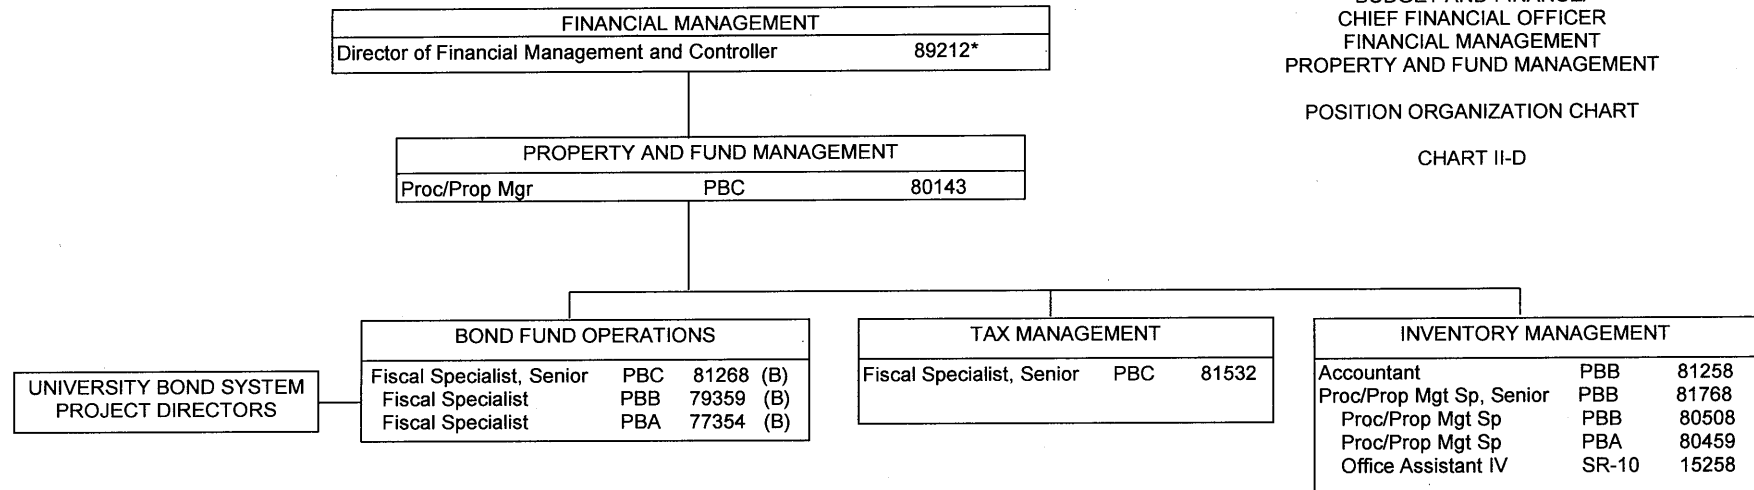 BUDGET AND FINANCE/
CHIEF FINANCIAL OFFICER
FINANCIAL MANAGEMENT
PROPERTY AND FUND MANAGEMENT
POSITION ORGANIZATION CHART
CHART II-D
FINANCIAL MANAGEMENT
Director of Financial Management and Controller 89212*
PROPERTY AND FUND MANAGEMENT
Proc/Prop Mgr PBC 80143
UNIVERSITY BOND SYSTEM
PROJECT DIRECTORS
BOND FUND OPERATIONS
Fiscal Specialist, Senior PBC 81268 (B)
Fiscal Specialist PBB 79359 (B)
Fiscal Specialist PBA 77354 (B)
TAX MANAGEMENT
Fiscal Specialist, Senior PBC 81532
INVENTORY MANAGEMENT
Accountant PBB 81258
Proc/Prop Mgt Sp, Senior PBB 81768
Proc/Prop Mgt Sp PBB 80508
Proc/Prop Mgt Sp PBA 80459
Office Assistant IV SR-10 15258